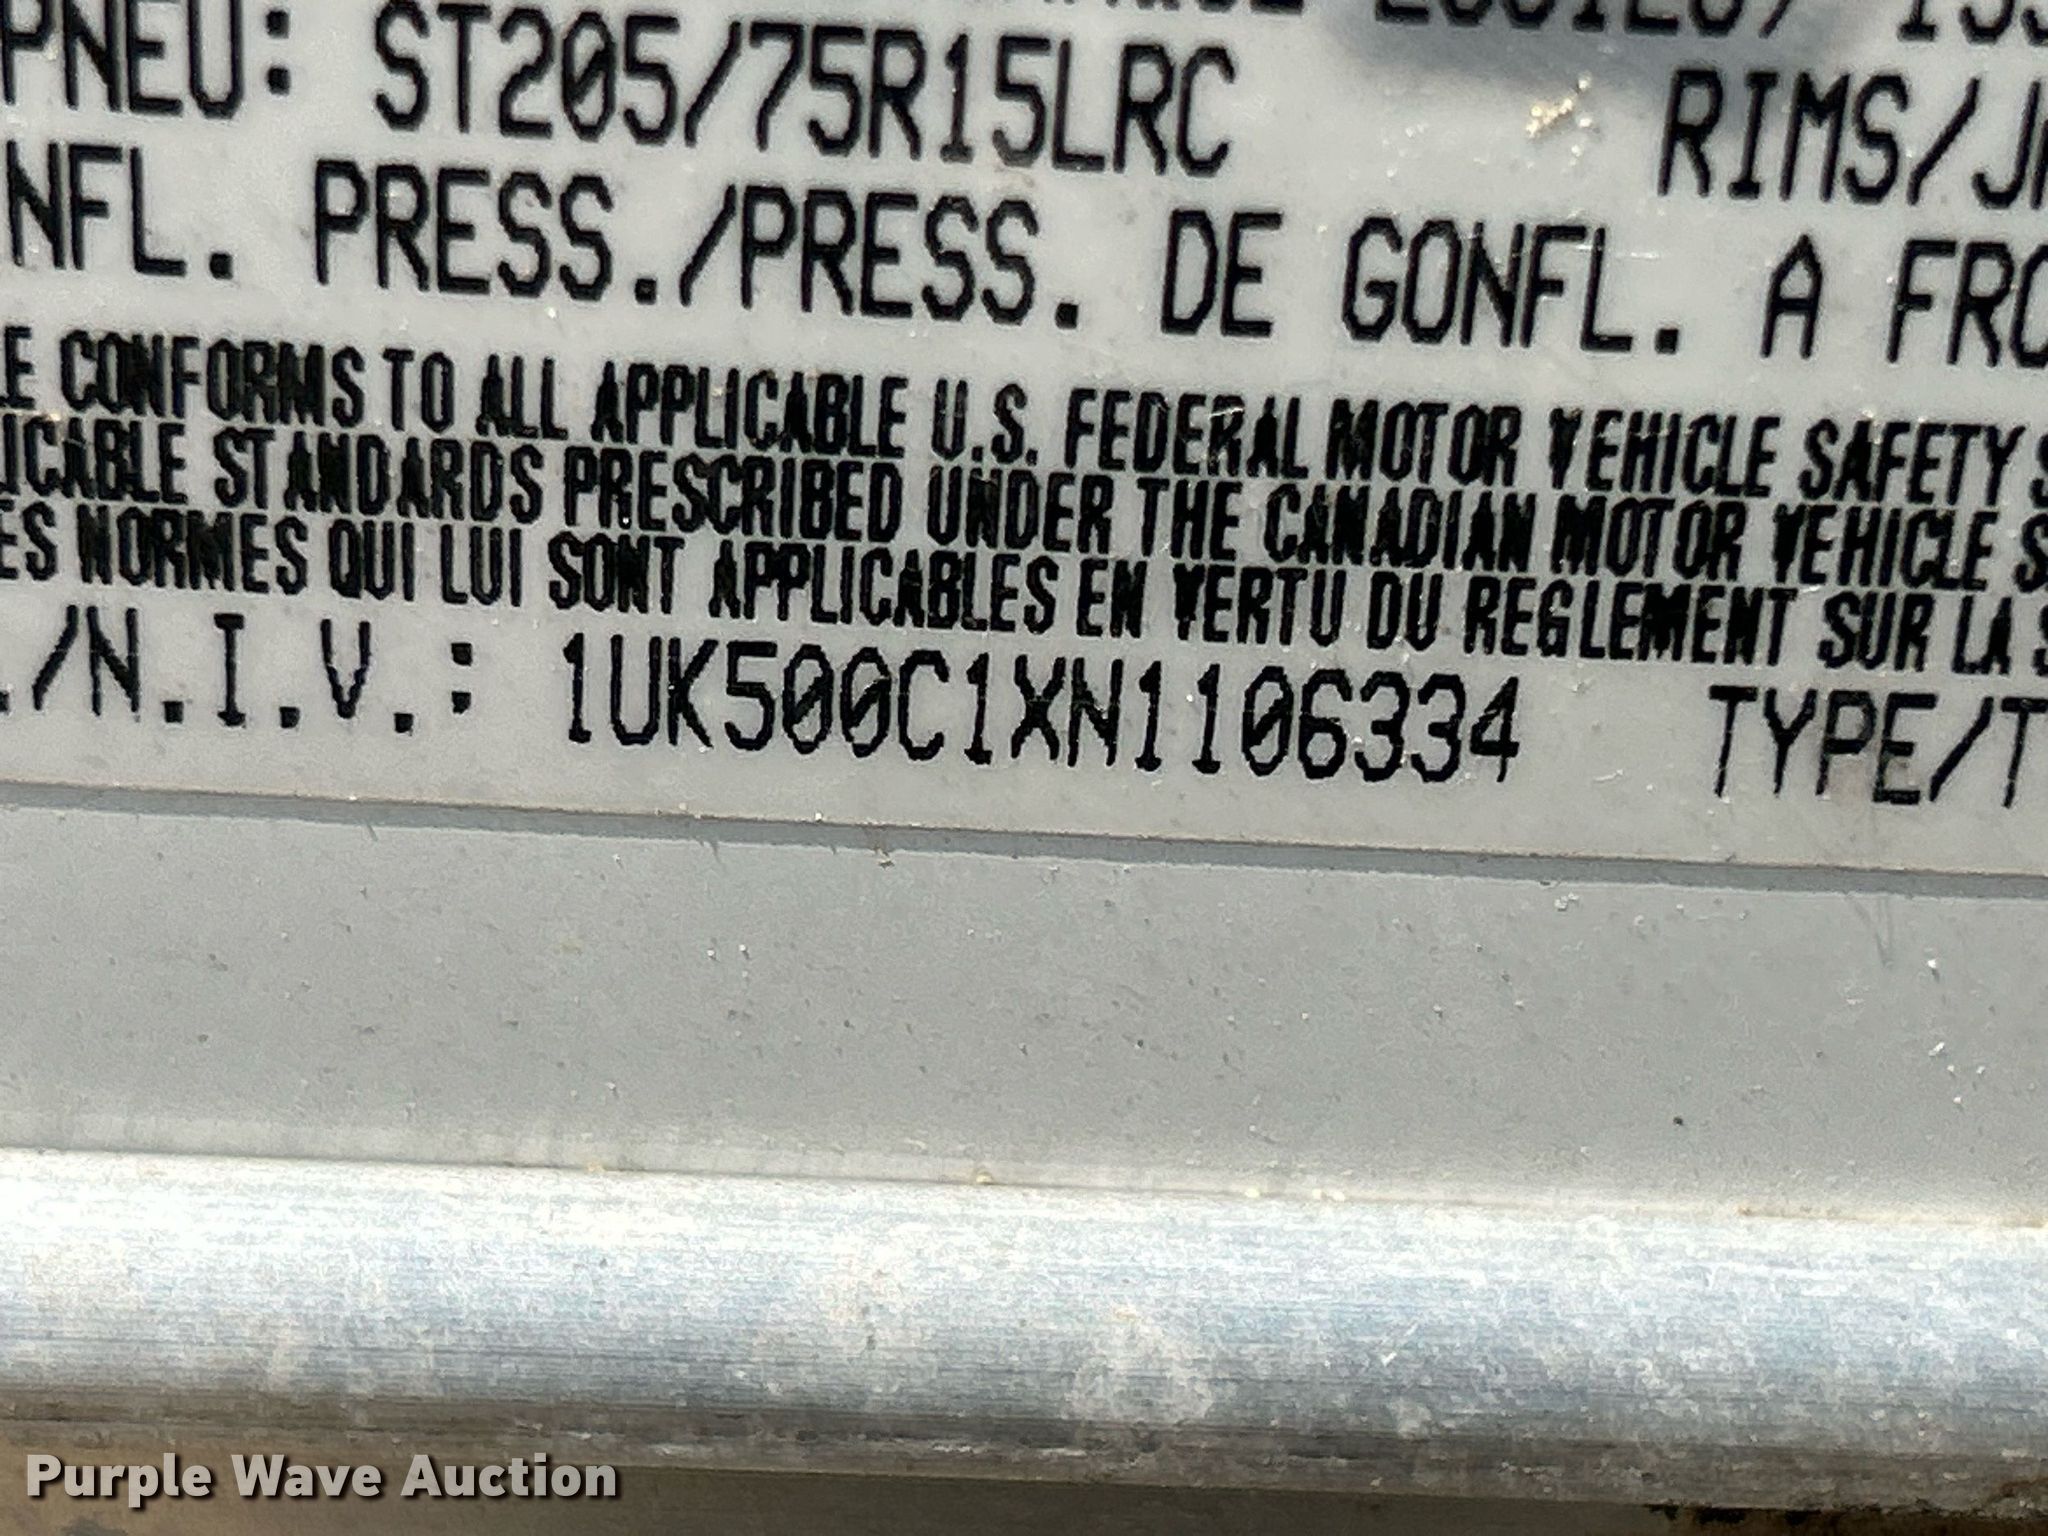 PNEU: ST205/75R15LRC RIMS/J
NFL. PRESS./PRESS. DE GONFL. A FRO
LE CONFORMS TO ALL APPLICABLE U.S. FEDERAL MOTOR VEHICLE SAFETY S
LICABLE STANDARDS PRESCRIBED UNDER THE CANADIAN MOTOR VEHICLE S
ES NORMES QUI LUI SONT APPLICABLES EN VERTU DU REGLEMENT SUR LA S
./N.I.V.: 1UK500C1XN1106334 TYPE/T
Purple Wave Auction